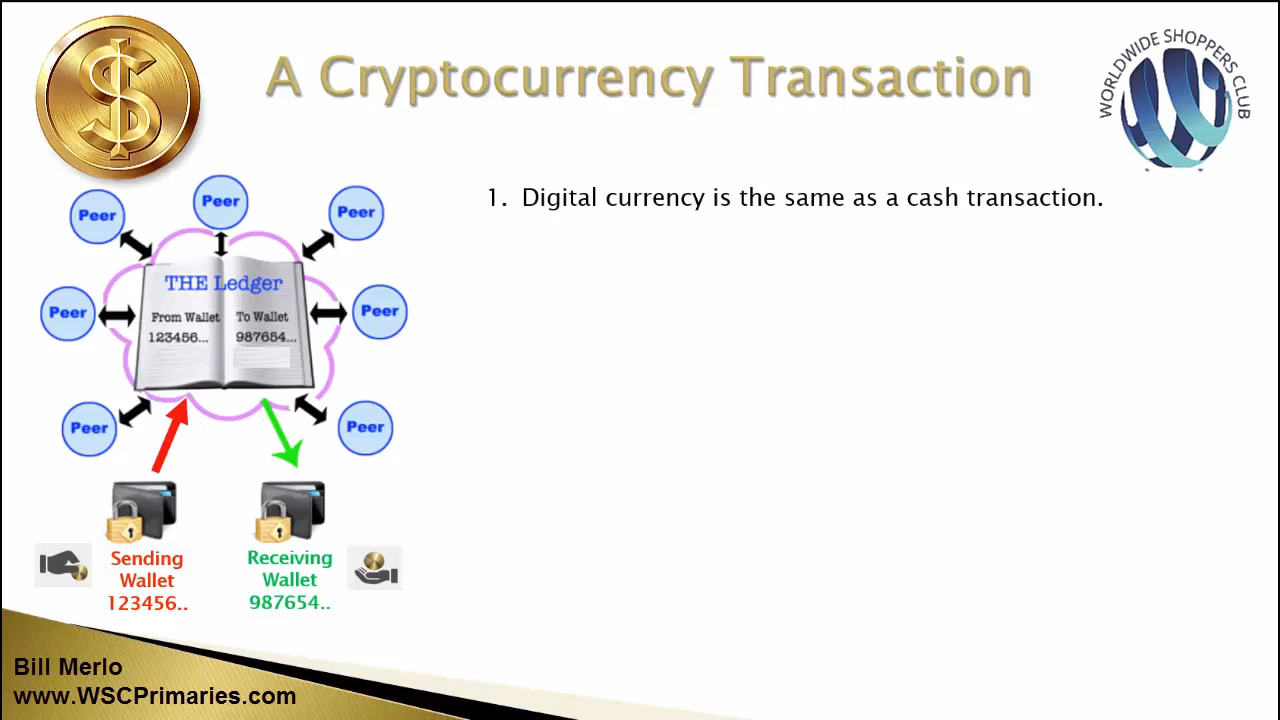 A Cryptocurrency Transaction
WORLDWIDE SHOPPERS CLUB
1. Digital currency is the same as a cash transaction.
Peer
Peer
Peer
THE Ledger
From Wallet To Wallet
123456... 987654...
Peer
Peer
Peer
Peer
Sending
Wallet
123456..
Receiving
Wallet
987654..
Bill Merlo
www.WSCPrimaries.com